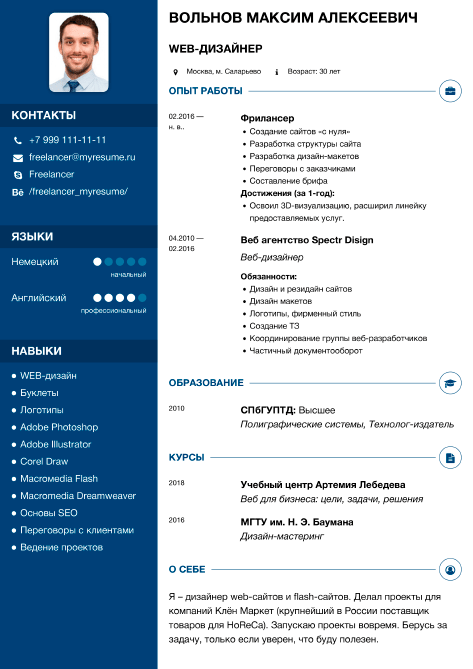 ВОЛЬНОВ МАКСИМ АЛЕКСЕЕВИЧ
WEB-ДИЗАЙНЕР
Москва, м. Саларьево Возраст: 30 лет
КОНТАКТЫ
+7 999 111-11-11
freelancer@myresume.ru
Freelancer
Bē /freelancer_myresume/
ЯЗЫКИ
Немецкий
начальный
Английский
профессиональный
НАВЫКИ
WEB-дизайн
Буклеты
Логотипы
Adobe Photoshop
Adobe Illustrator
Corel Draw
Macromedia Flash
Macromedia Dreamweaver
Основы SEO
Переговоры с клиентами
Ведение проектов
ОПЫТ РАБОТЫ
02.2016 —
н. в..
Фрилансер
Создание сайтов «с нуля»
Разработка структуры сайта
Разработка дизайн-макетов
Переговоры с заказчиками
Составление брифа
Достижения (за 1-год):
Освоил 3D-визуализацию, расширил линейку
предоставляемых услуг.
04.2010 —
02.2016
Веб агентство Spectr Disign
Веб-дизайнер
Обязанности:
Дизайн и резидайн сайтов
Дизайн макетов
Логотипы, фирменный стиль
Создание ТЗ
Координирование группы веб-разработчиков
Частичный документооборот
ОБРАЗОВАНИЕ
2010
СПбГУПТД: Высшее
Полиграфические системы, Технолог-издатель
КУРСЫ
2018
Учебный центр Артемия Лебедева
Веб для бизнеса: цели, задачи, решения
2016
МГТУ им. Н. Э. Баумана
Дизайн-мастеринг
О СЕБЕ
Я – дизайнер web-сайтов и flash-сайтов. Делал проекты для
компаний Клён Маркет (крупнейший в России поставщик
товаров для HoReCa). Запускаю проекты вовремя. Берусь за
задачу, только если уверен, что буду полезен.